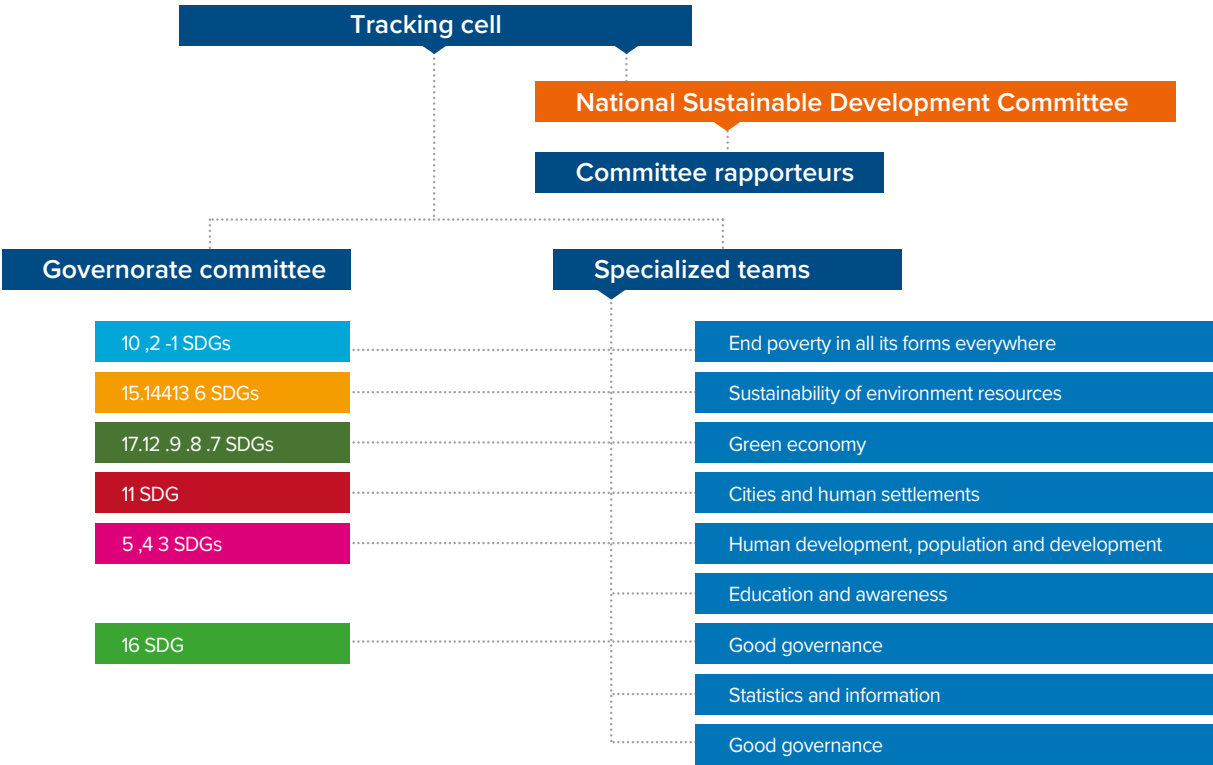 Tracking cell
National Sustainable Development Committee
Committee rapporteurs
Governorate committee
Specialized teams
10 ,2 -1 SDGs
End poverty in all its forms everywhere
15.14413 6 SDGs
Sustainability of environment resources
17.12 .9 .8 .7 SDGs
Green economy
11 SDG
Cities and human settlements
5 ,4 3 SDGs
Human development, population and development
Education and awareness
16 SDG
Good governance
Statistics and information
Good governance